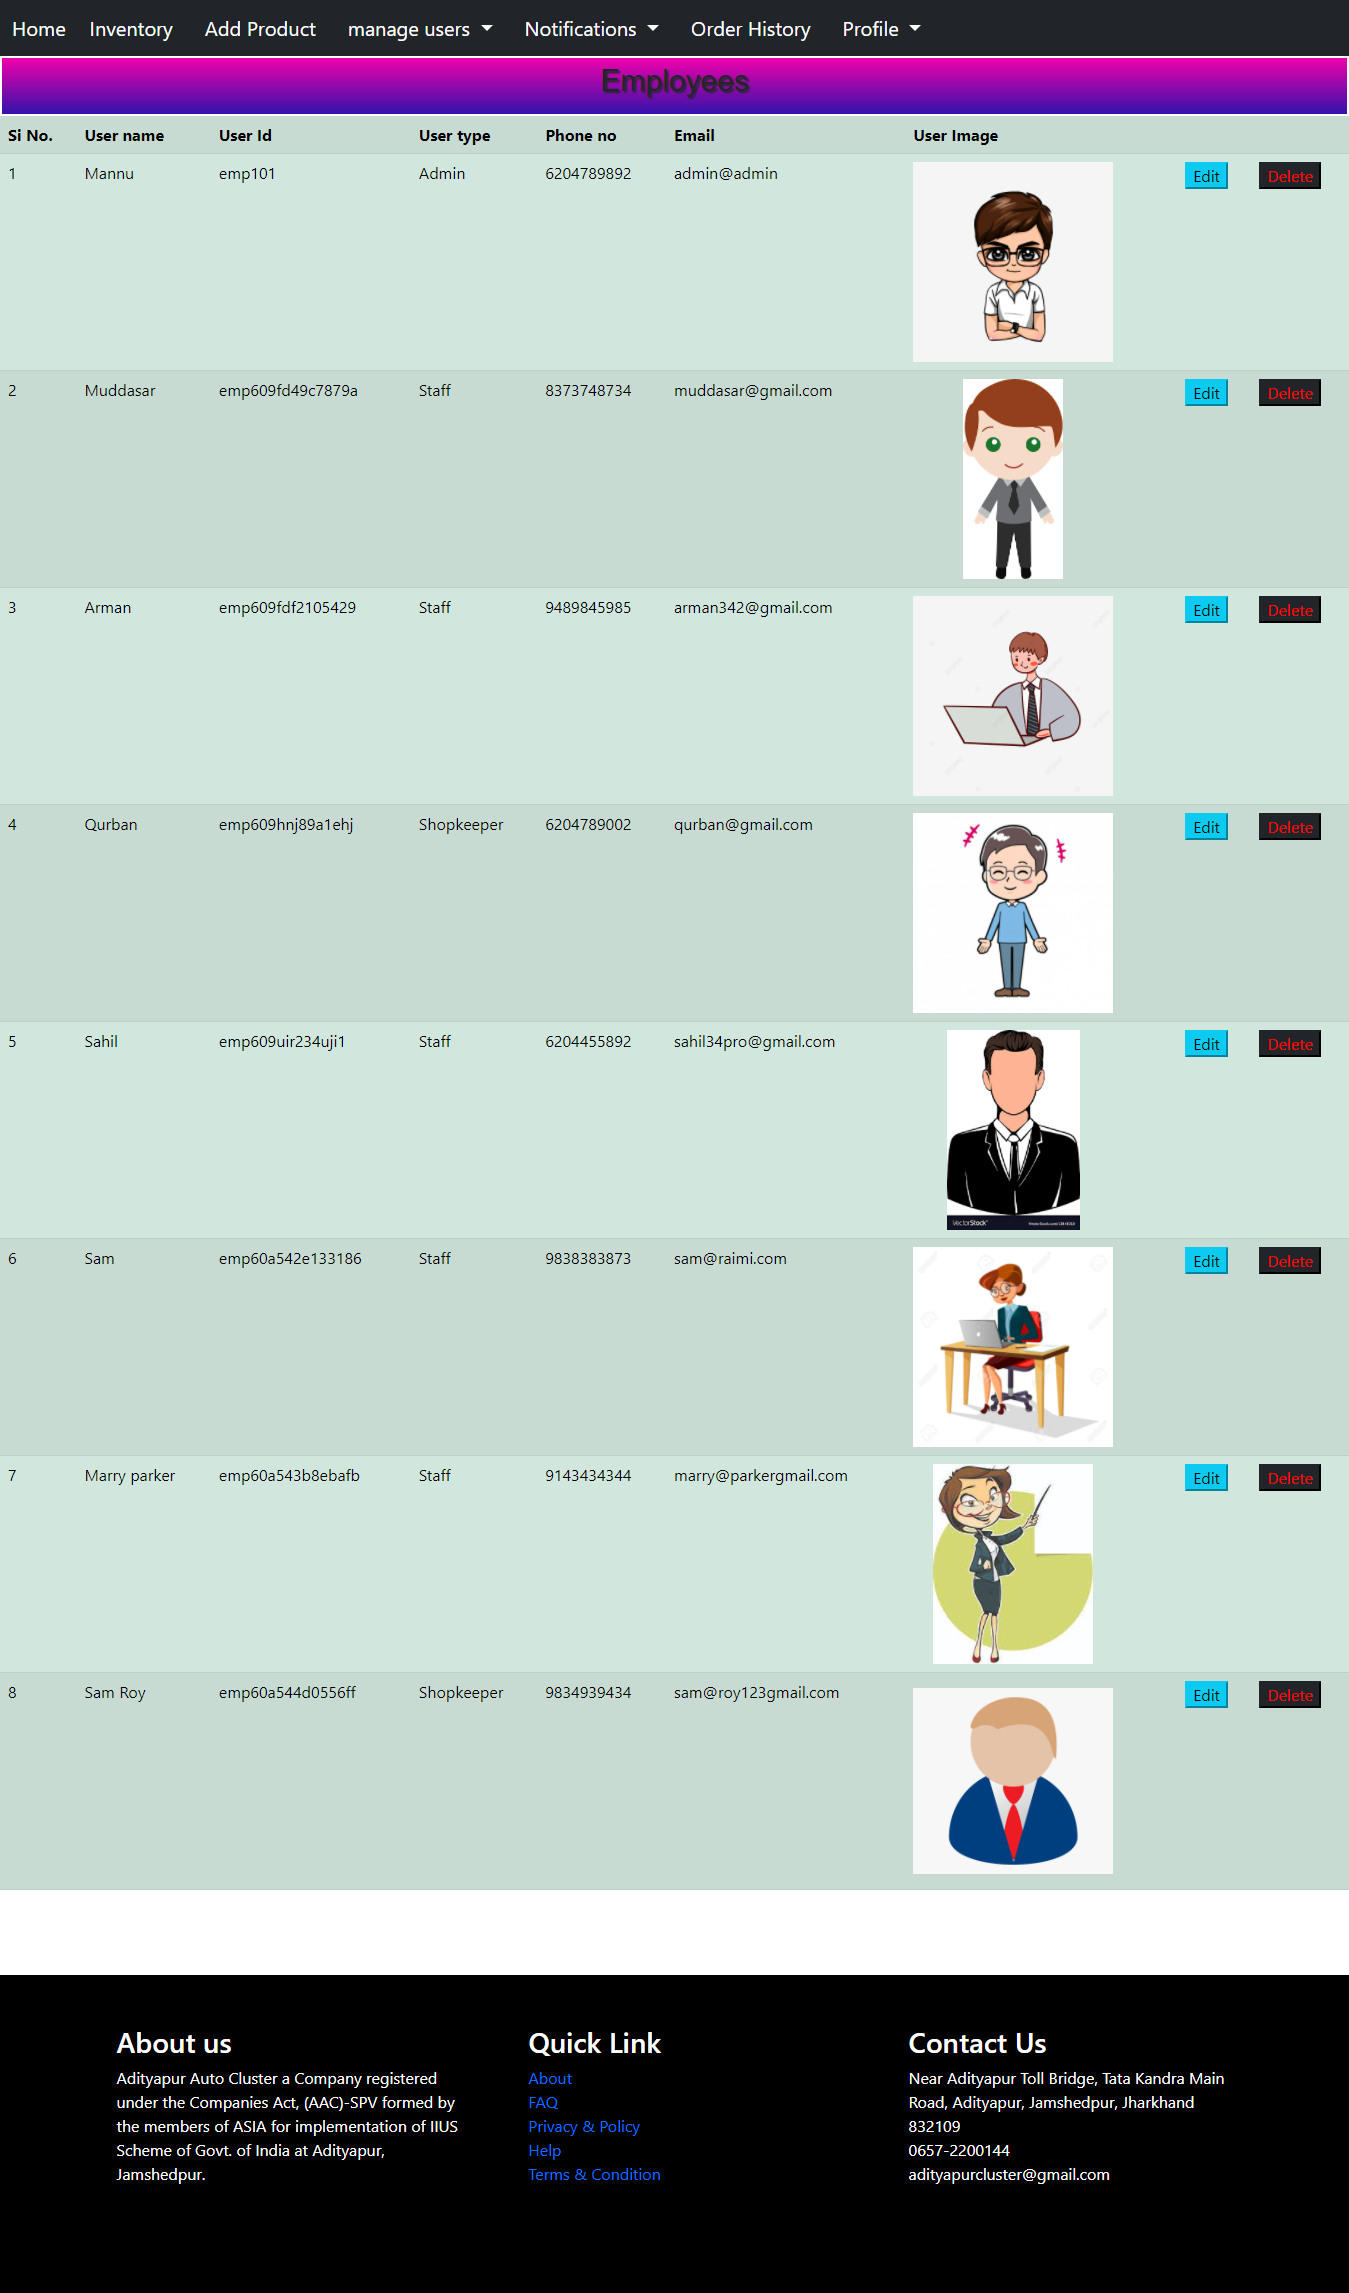 Home Inventory Add Product manage users Notifications Order History Profile
Employees
Si No. User name User Id User type Phone no Email User Image
1 Mannu emp101 Admin 6204789892 admin@admin Edit Delete
2 Muddasar emp609fd49c7879a Staff 8373748734 muddasar@gmail.com Edit Delete
3 Arman emp609fdf2105429 Staff 9489845985 arman342@gmail.com Edit Delete
4 Qurban emp609hnj89a1ehj Shopkeeper 6204789002 qurban@gmail.com Edit Delete
5 Sahil emp609uir234uji1 Staff 6204455892 sahil34pro@gmail.com Edit Delete
VectorStock
6 Sam emp60a542e133186 Staff 9838383873 sam@raimi.com Edit Delete
7 Marry parker emp60a543b8ebafb Staff 9143434344 marry@parkergmail.com Edit Delete
8 Sam Roy emp60a544d0556ff Shopkeeper 9834939434 sam@roy123gmail.com Edit Delete
About us
Adityapur Auto Cluster a Company registered
under the Companies Act, (AAC)-SPV formed by
the members of ASIA for implementation of IIUS
Scheme of Govt. of India at Adityapur,
Jamshedpur.
Quick Link
About
FAQ
Privacy & Policy
Help
Terms & Condition
Contact Us
Near Adityapur Toll Bridge, Tata Kandra Main
Road, Adityapur, Jamshedpur, Jharkhand
832109
0657-2200144
adityapurcluster@gmail.com